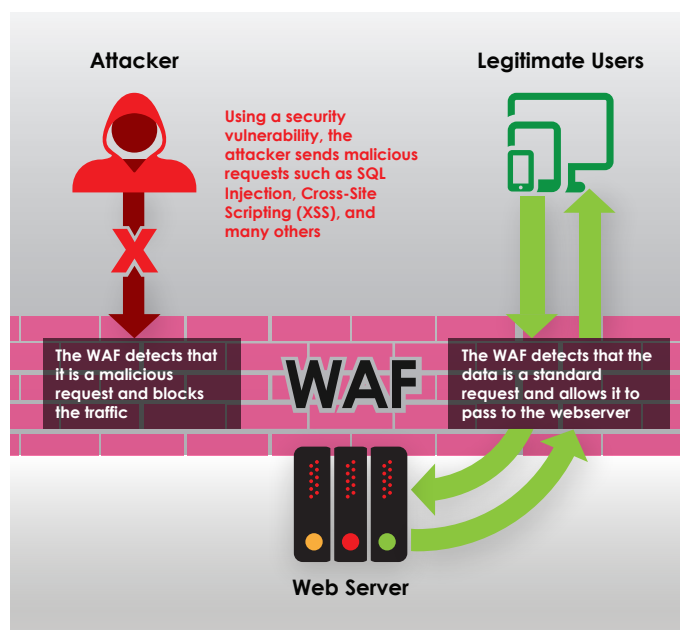 Attacker
Legitimate Users
Using a security
vulnerability, the
attacker sends malicious
requests such as SQL
Injection, Cross-Site
Scripting (XSS), and
many others
X
The WAF detects that
it is a malicious
request and blocks
the traffic
WAF
The WAF detects that the
data is a standard
request and allows it to
pass to the webserver
Web Server